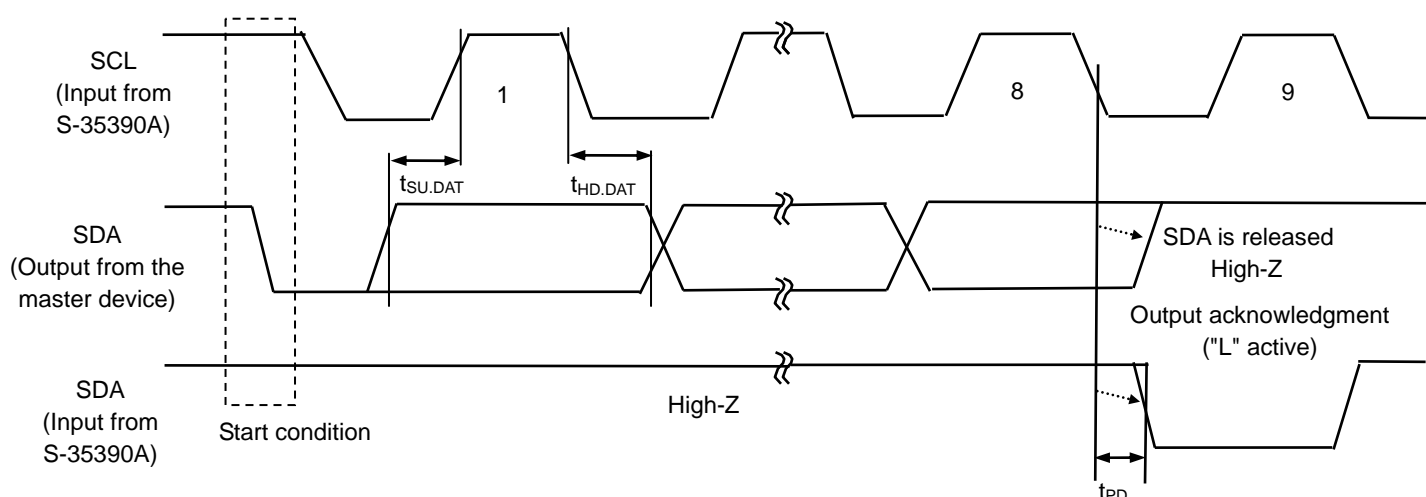 SCL
(Input from
S-35390A)
1
8
9
tSU.DAT
tHD.DAT
SDA
(Output from the
master device)
SDA is released
High-Z
Output acknowledgment
("L" active)
SDA
(Input from
S-35390A)
Start condition
High-Z
tPD